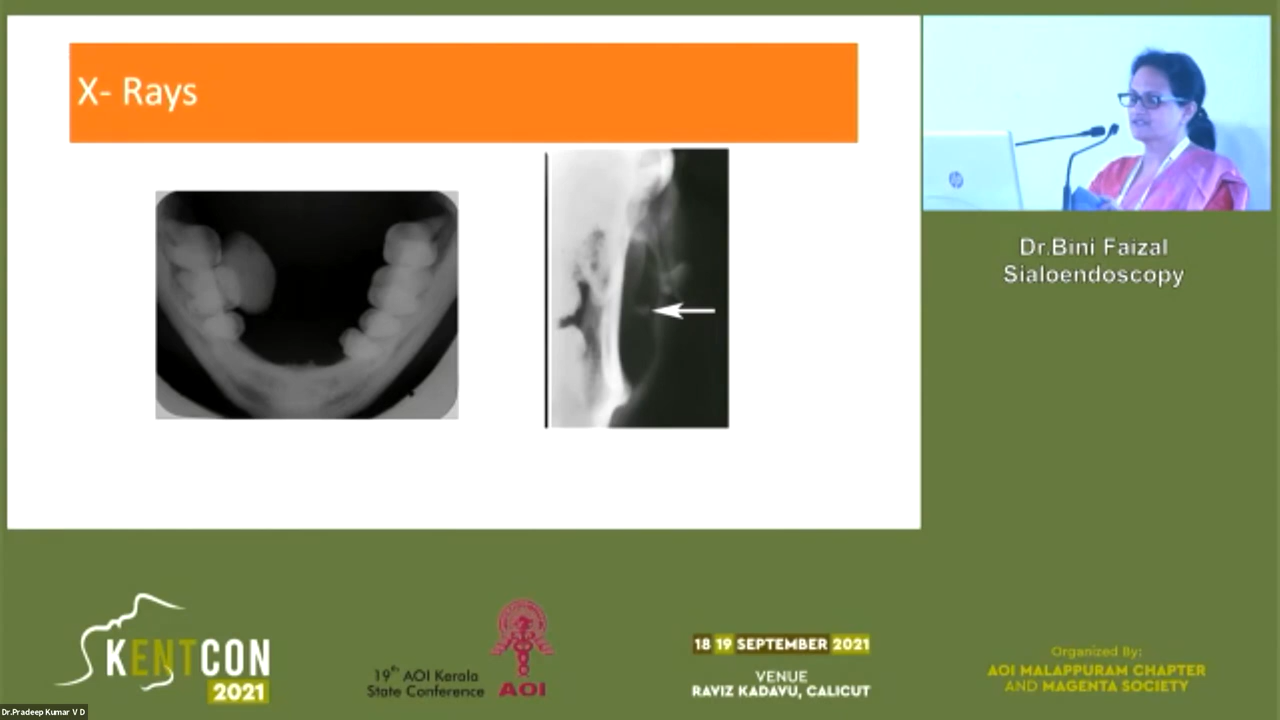 X- Rays
Dr.Bini Faizal
Sialoendoscopy
KENTCON
2021
19th AOI Kerala
State Conference
AOI
18 19 SEPTEMBER 2021
VENUE
RAVIZ KADAVU, CALICUT
Organized By:
AOI MALAPPURAM CHAPTER
AND MAGENTA SOCIETY
Dr.Pradeep Kumar V D
hp